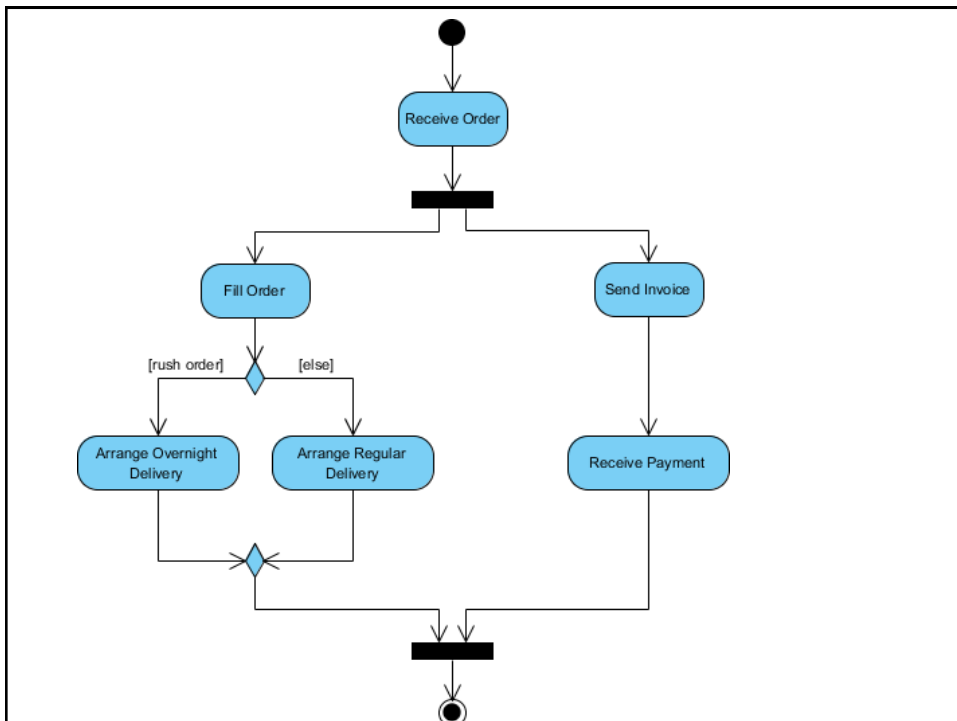 Receive Order
Fill Order
Send Invoice
[rush order]
[else]
Arrange Overnight
Delivery
Arrange Regular
Delivery
Receive Payment